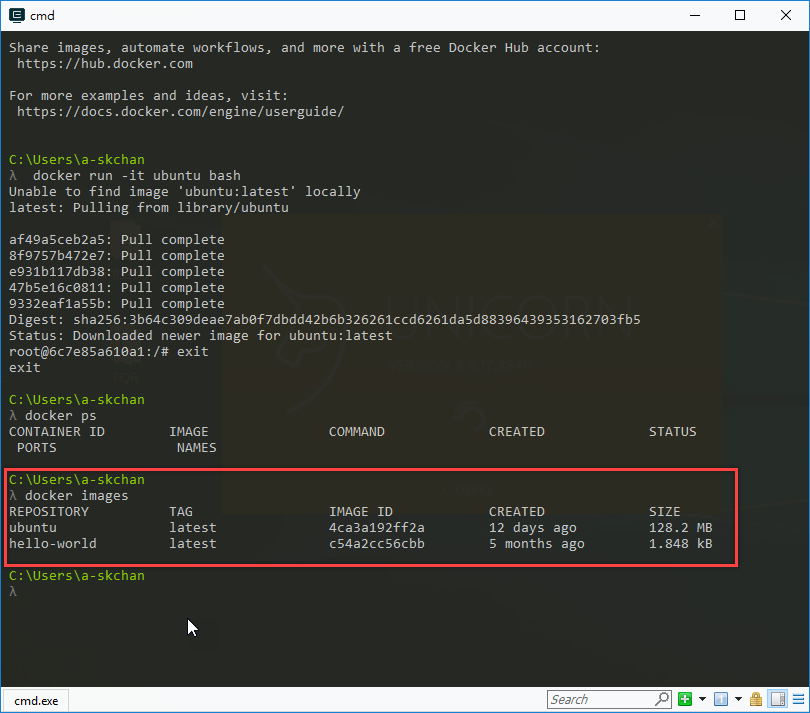 cmd
Share images, automate workflows, and more with a free Docker Hub account:
https://hub.docker.com
For more examples and ideas, visit:
https://docs.docker.com/engine/userguide/
C:\Users\a-skchan
λ  docker run -it ubuntu bash
Unable to find image 'ubuntu:latest' locally
latest: Pulling from library/ubuntu
af49a5ceb2a5: Pull complete
8f9757b472e7: Pull complete
e931b117db38: Pull complete
47b5e16c0811: Pull complete
9332eaf1a55b: Pull complete
Digest: sha256:3b64c309deae7ab0f7dbdd42b6b326261ccd6261da5d88396439353162703fb5
Status: Downloaded newer image for ubuntu:latest
root@6c7e85a610a1:/# exit
exit
C:\Users\a-skchan
λ docker ps
CONTAINER ID        IMAGE               COMMAND             CREATED             STATUS
PORTS               NAMES
C:\Users\a-skchan
λ docker images
REPOSITORY          TAG                 IMAGE ID            CREATED             SIZE
ubuntu              latest              4ca3a192ff2a        12 days ago         128.2 MB
hello-world         latest              c54a2cc56cbb        5 months ago        1.848 kB
C:\Users\a-skchan
λ
UNICORN
cmd.exe
Search